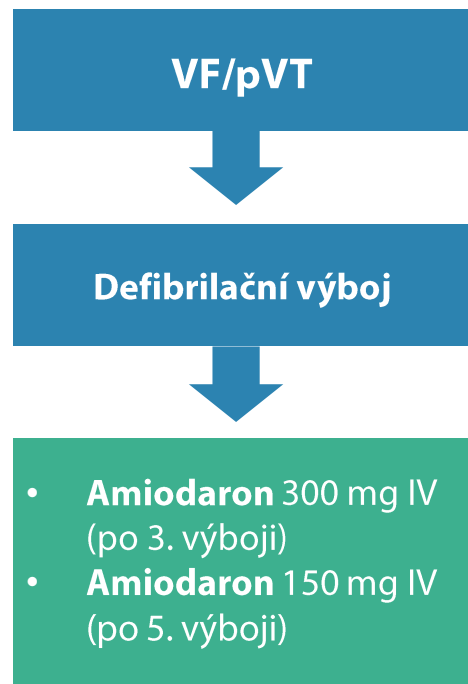 VF/pVT
Defibrilační výboj
• Amiodaron 300 mg IV
(po 3. výboji)
• Amiodaron 150 mg IV
(po 5. výboji)